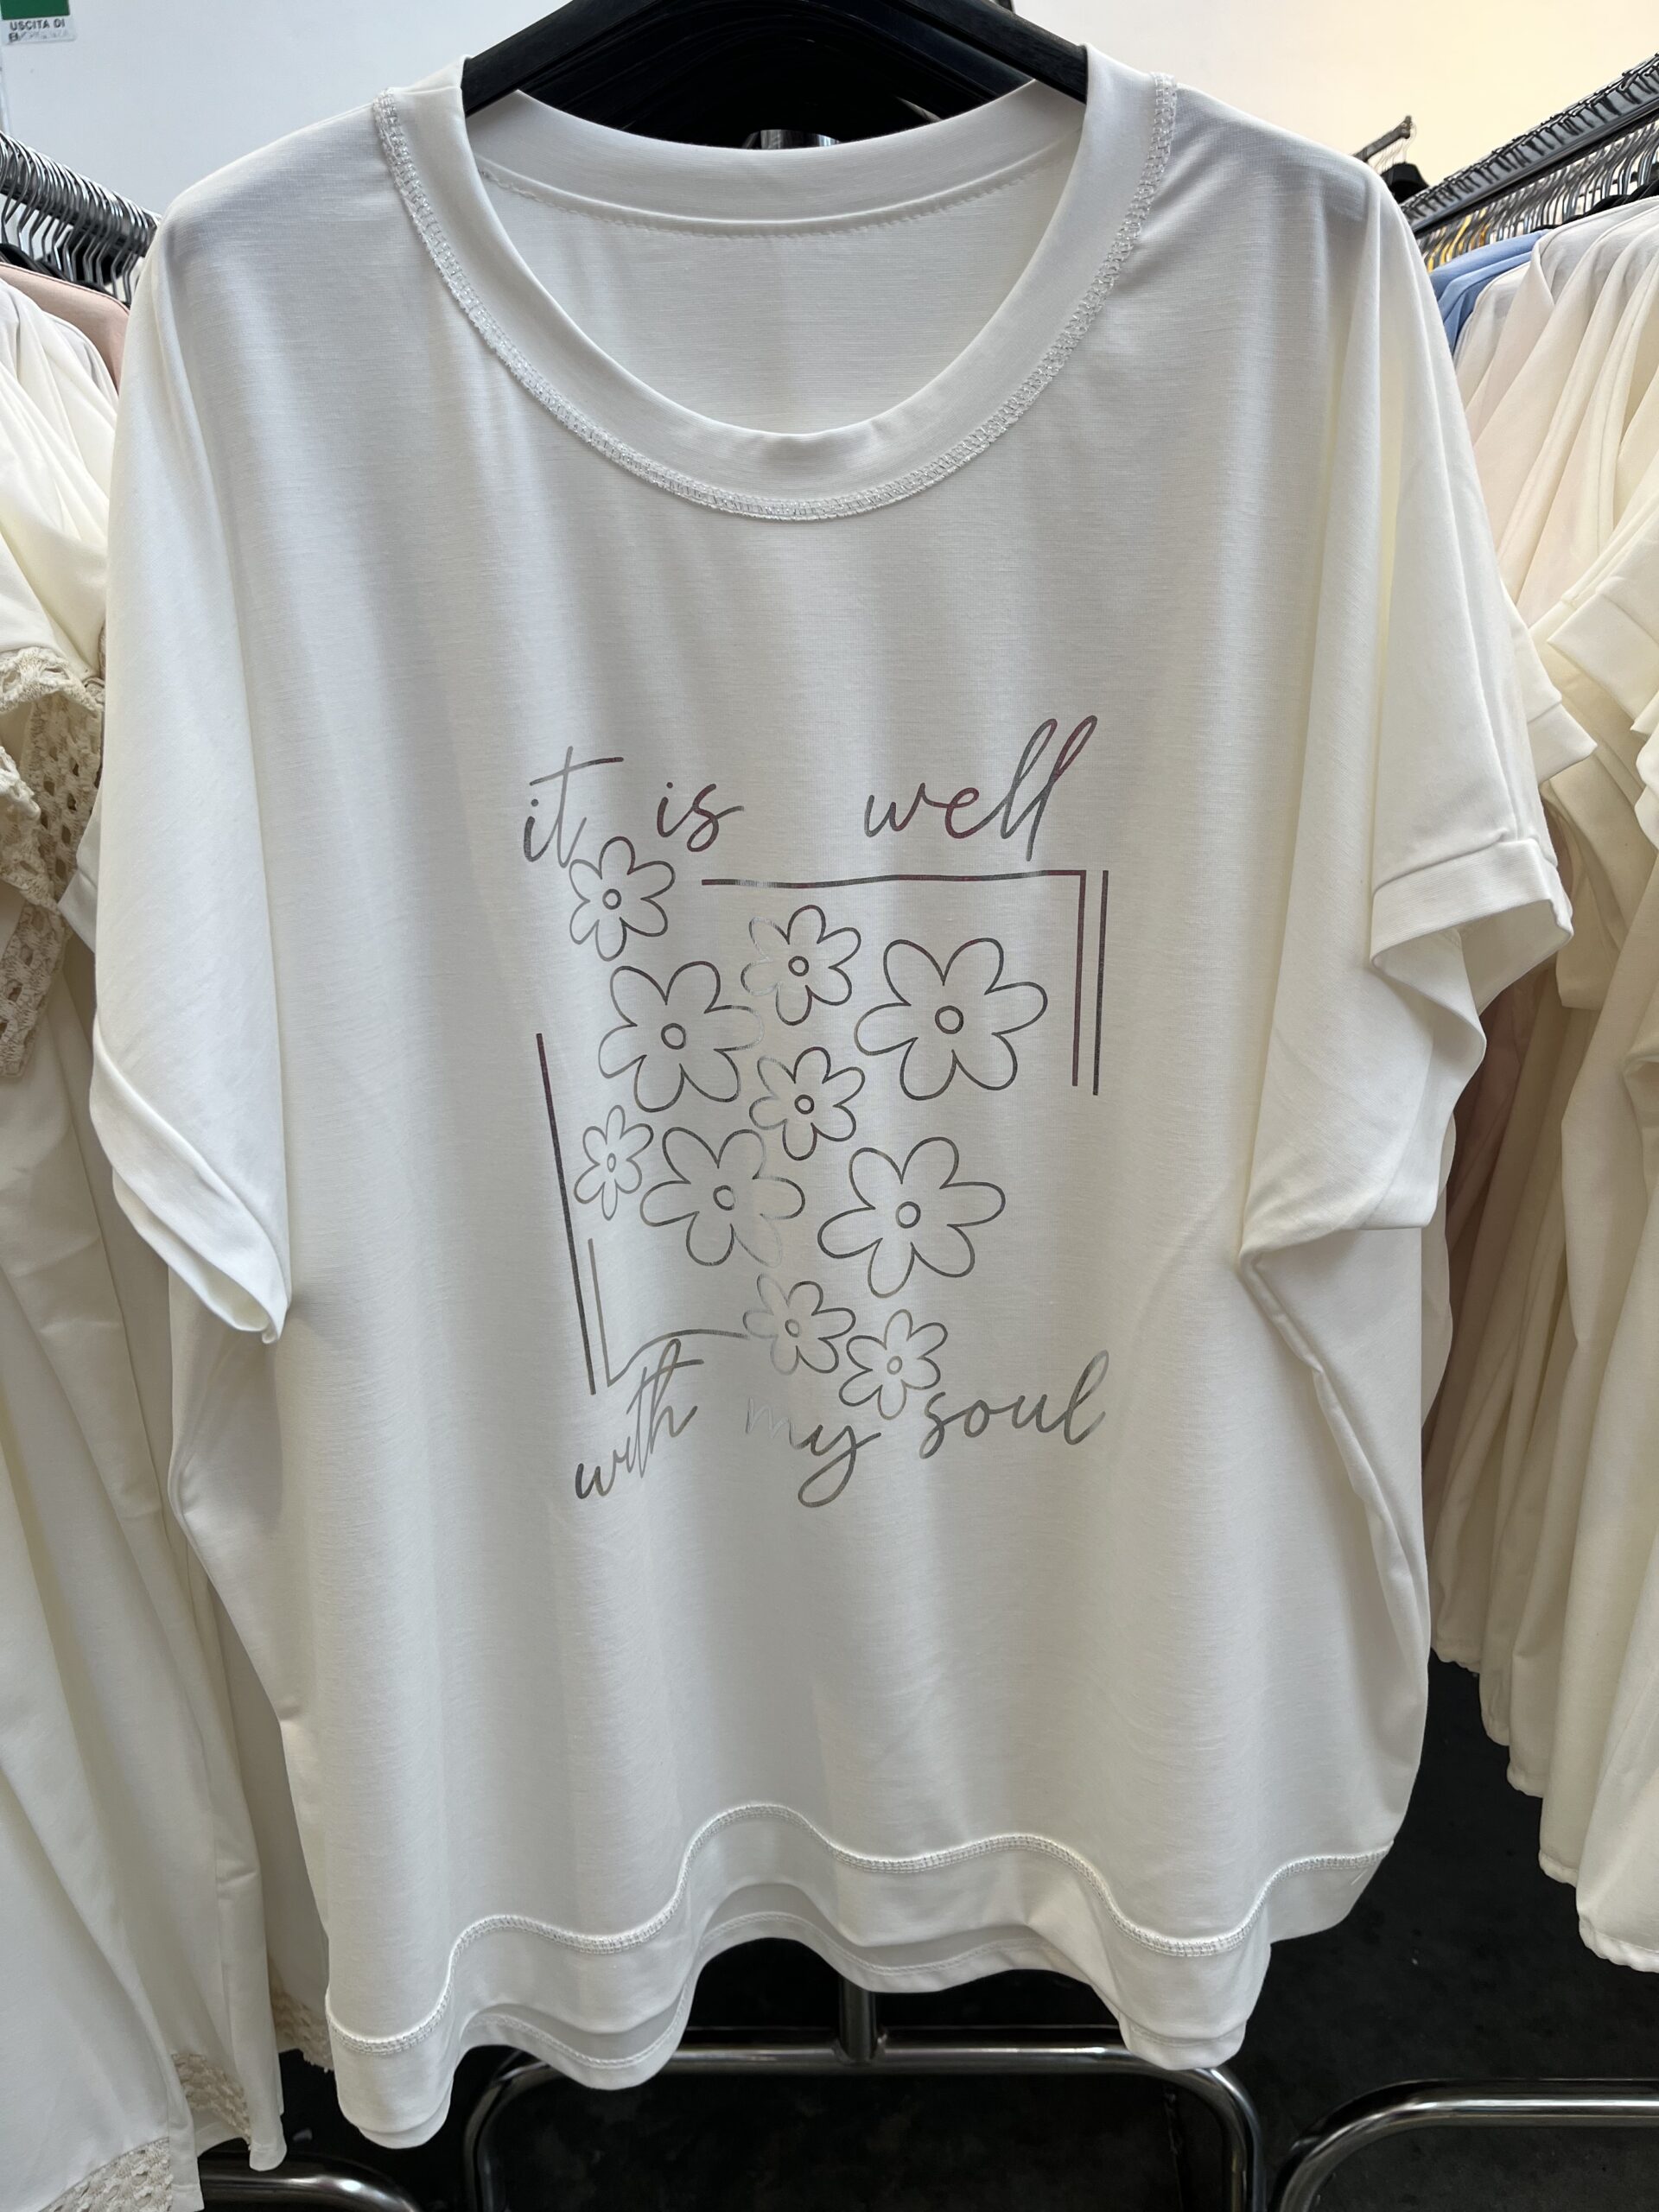 USCITA DI
it is well
with my soul